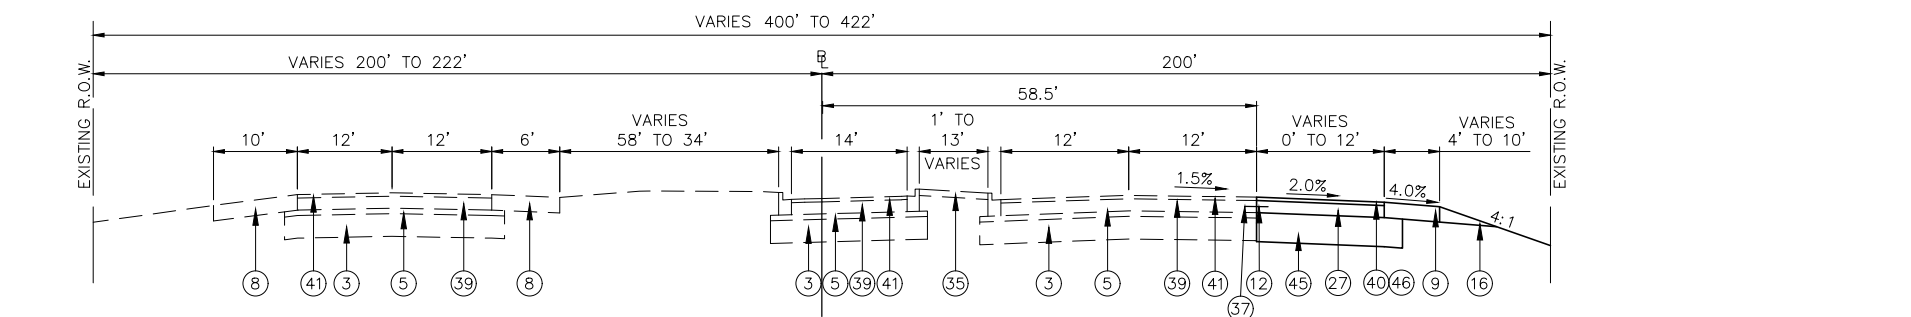 VARIES 400' TO 422'
VARIES 200' TO 222'
BL
200'
EXISTING R.O.W.
EXISTING R.O.W.
58.5'
10'
12'
12'
6'
VARIES
58' TO 34'
14'
1' TO
13'
VARIES
12'
12'
VARIES
0' TO 12'
VARIES
4' TO 10'
1.5%
2.0%
4.0%
4:1
8
41
3
5
39
8
3
5
39
41
35
3
5
39
41
37
12
45
27
40
46
9
16